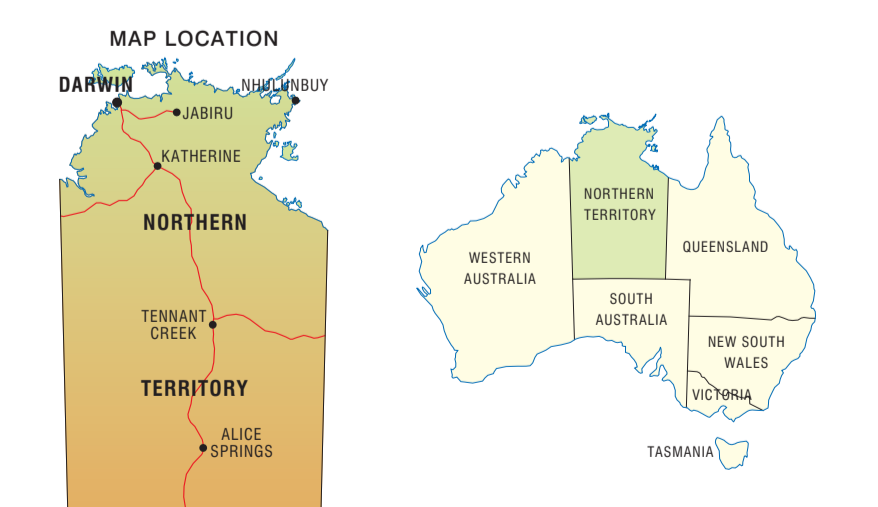 MAP LOCATION
DARWIN
NHULUNBUY
JABIRU
KATHERINE
NORTHERN
TENNANT
CREEK
TERRITORY
ALICE
SPRINGS
NORTHERN
TERRITORY
QUEENSLAND
WESTERN
AUSTRALIA
SOUTH
AUSTRALIA
NEW SOUTH
WALES
VICTORIA
TASMANIA